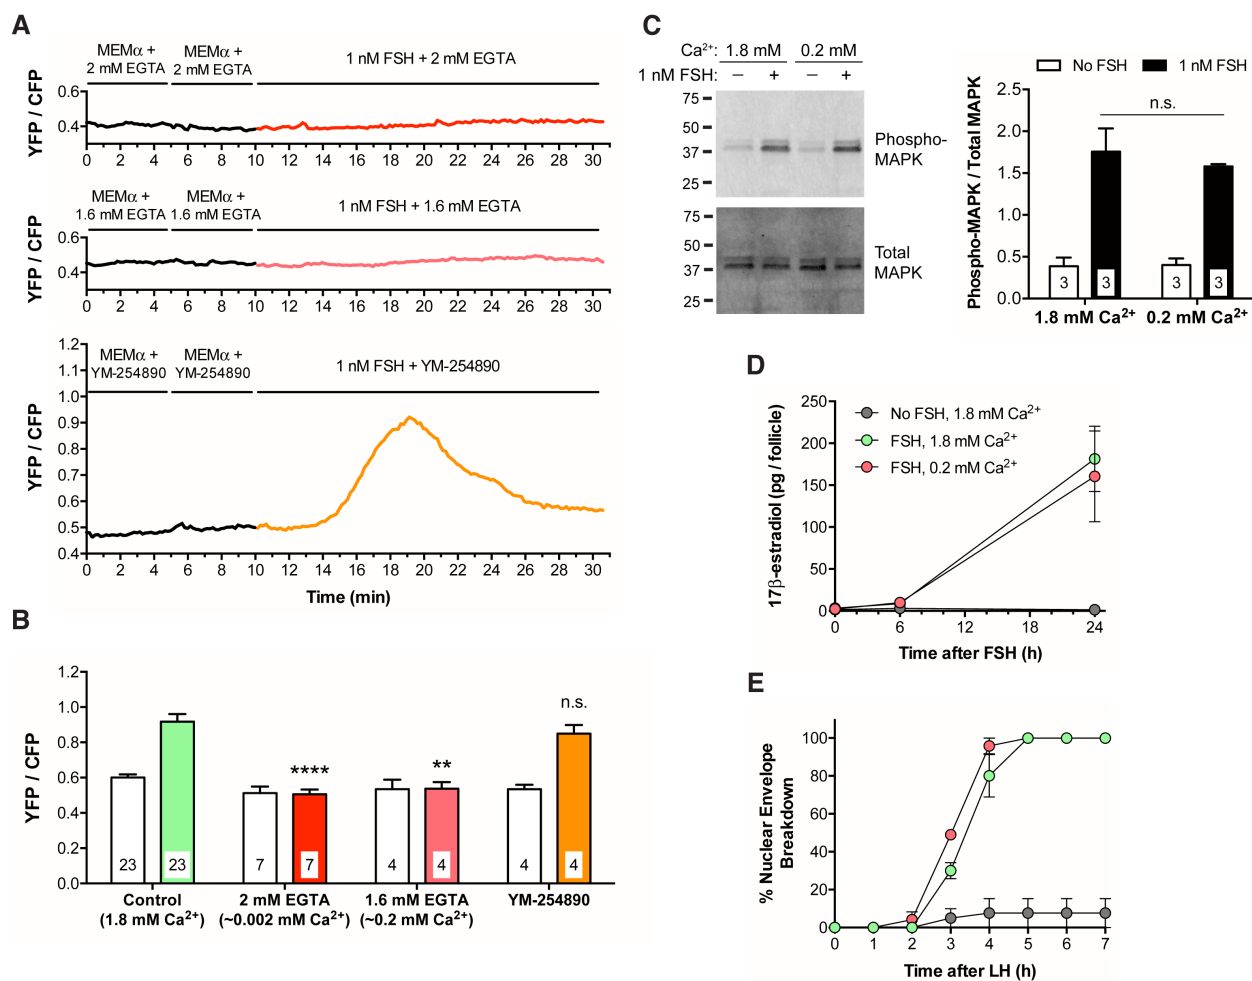 A
MEMα +
2 mM EGTA
MEMα +
2 mM EGTA
1 nM FSH + 2 mM EGTA
YFP / CFP
0.6
0.4
0 2 4 6 8 10 12 14 16 18 20 22 24 26 28 30
MEMα +
1.6 mM EGTA
MEMα +
1.6 mM EGTA
1 nM FSH + 1.6 mM EGTA
YFP / CFP
0.6
0.4
0 2 4 6 8 10 12 14 16 18 20 22 24 26 28 30
MEMα +
YM-254890
MEMα +
YM-254890
1 nM FSH + YM-254890
YFP / CFP
1.2
1.1
1.0
0.9
0.8
0.7
0.6
0.5
0.4
0 2 4 6 8 10 12 14 16 18 20 22 24 26 28 30
Time (min)
B
YFP / CFP
1.2
1.0
0.8
0.6
0.4
0.2
0.0
**** ** n.s.
23 23 7 7 4 4 4 4
Control
(1.8 mM Ca²⁺)
2 mM EGTA
(~0.002 mM Ca²⁺)
1.6 mM EGTA
(~0.2 mM Ca²⁺)
YM-254890
C
Ca²⁺: 1.8 mM 0.2 mM
1 nM FSH: – + – +
75
50
37
25
Phospho-
MAPK
75
50
37
25
Total
MAPK
No FSH 1 nM FSH
n.s.
Phospho-MAPK / Total MAPK
2.5
2.0
1.5
1.0
0.5
0.0
3 3 3 3
1.8 mM Ca²⁺ 0.2 mM Ca²⁺
D
17β-estradiol (pg / follicle)
250
200
150
100
50
0
No FSH, 1.8 mM Ca²⁺
FSH, 1.8 mM Ca²⁺
FSH, 0.2 mM Ca²⁺
0 6 12 18 24
Time after FSH (h)
E
% Nuclear Envelope
Breakdown
100
80
60
40
20
0
0 1 2 3 4 5 6 7
Time after LH (h)